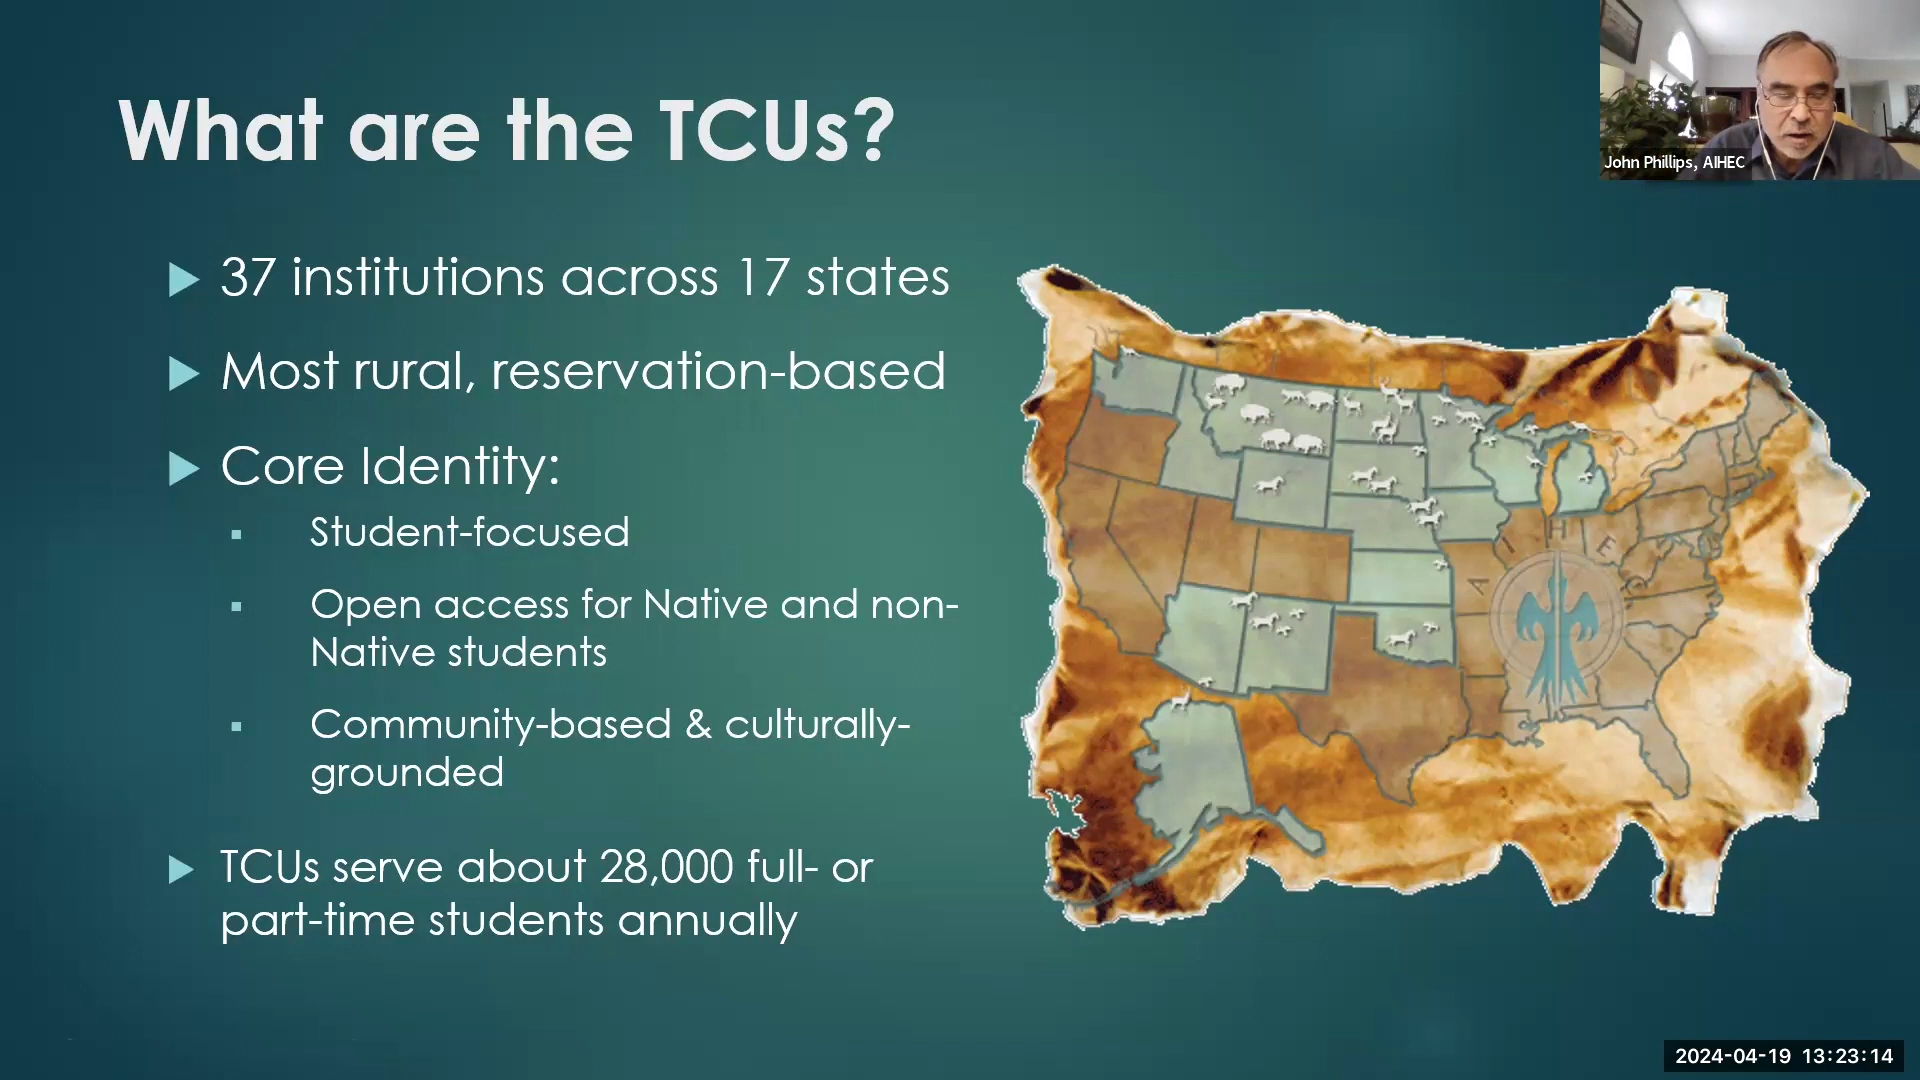 What are the TCUs?
John Phillips, AIHEC
37 institutions across 17 states
Most rural, reservation-based
Core Identity:
Student-focused
Open access for Native and non-
Native students
Community-based & culturally-
grounded
TCUs serve about 28,000 full- or
part-time students annually
A I H E C
2024-04-19 13:23:14